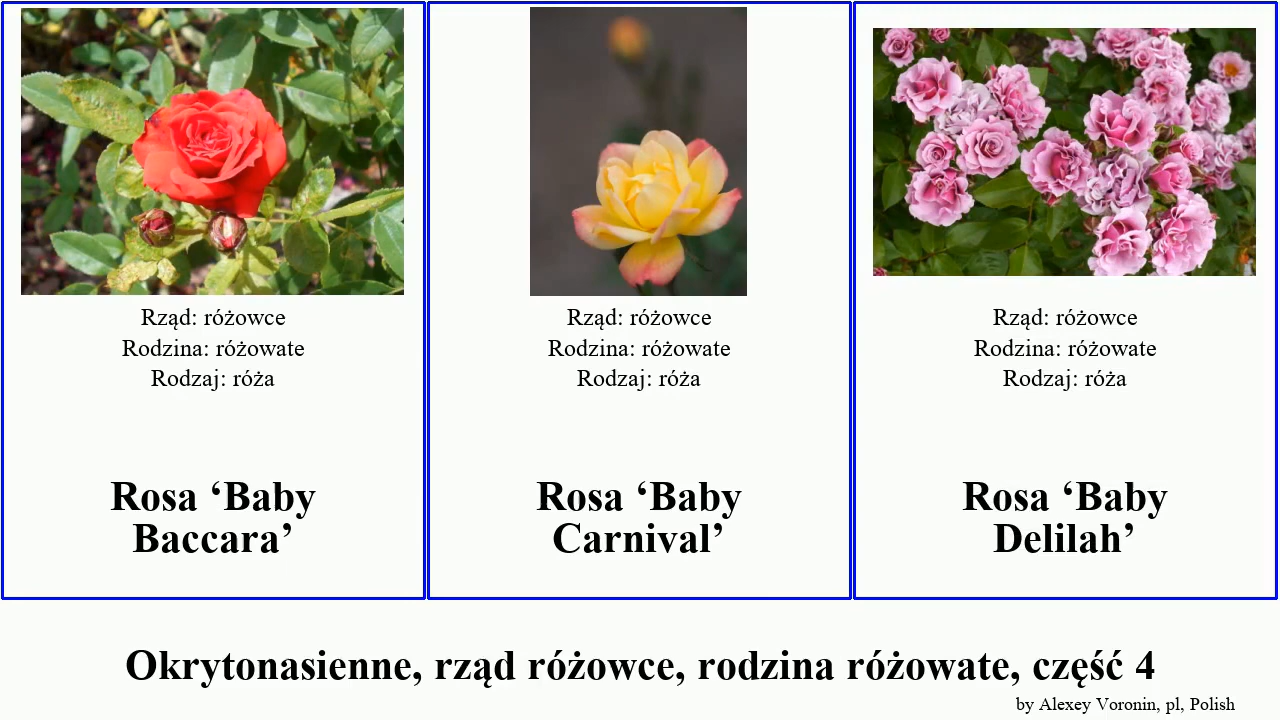 Rząd: różowce
Rodzina: różowate
Rodzaj: róża
Rosa ‘Baby
Baccara’
Rząd: różowce
Rodzina: różowate
Rodzaj: róża
Rosa ‘Baby
Carnival’
Rząd: różowce
Rodzina: różowate
Rodzaj: róża
Rosa ‘Baby
Delilah’
Okrytonasienne, rząd różowce, rodzina różowate, część 4
by Alexey Voronin, pl, Polish